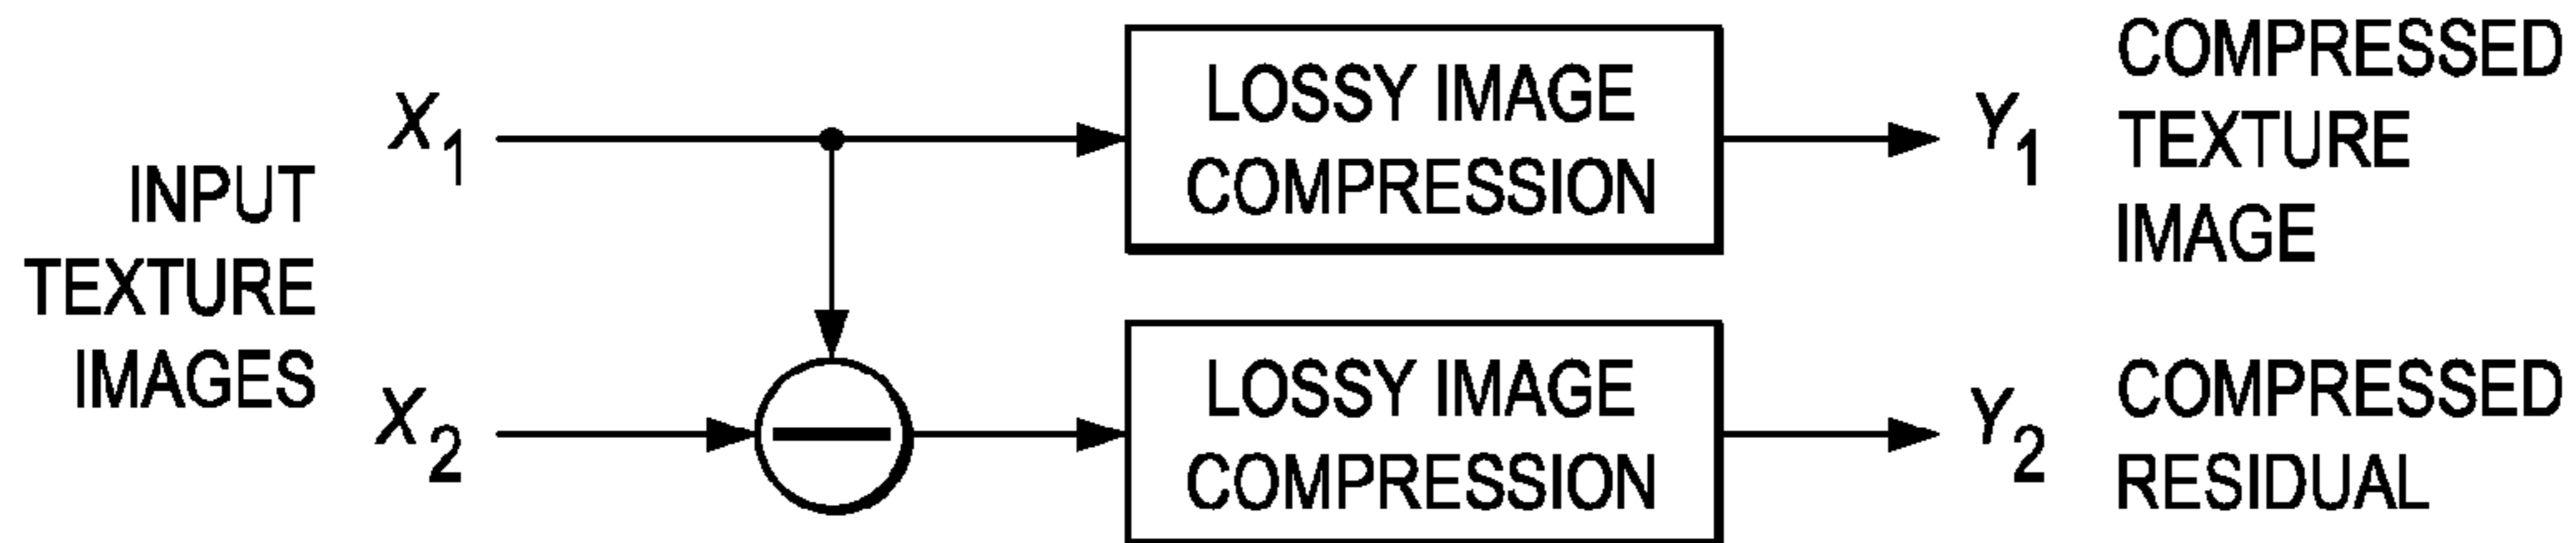 INPUT
TEXTURE
IMAGES
X1
X2
LOSSY IMAGE
COMPRESSION
LOSSY IMAGE
COMPRESSION
Y1
COMPRESSED
TEXTURE
IMAGE
Y2
COMPRESSED
RESIDUAL